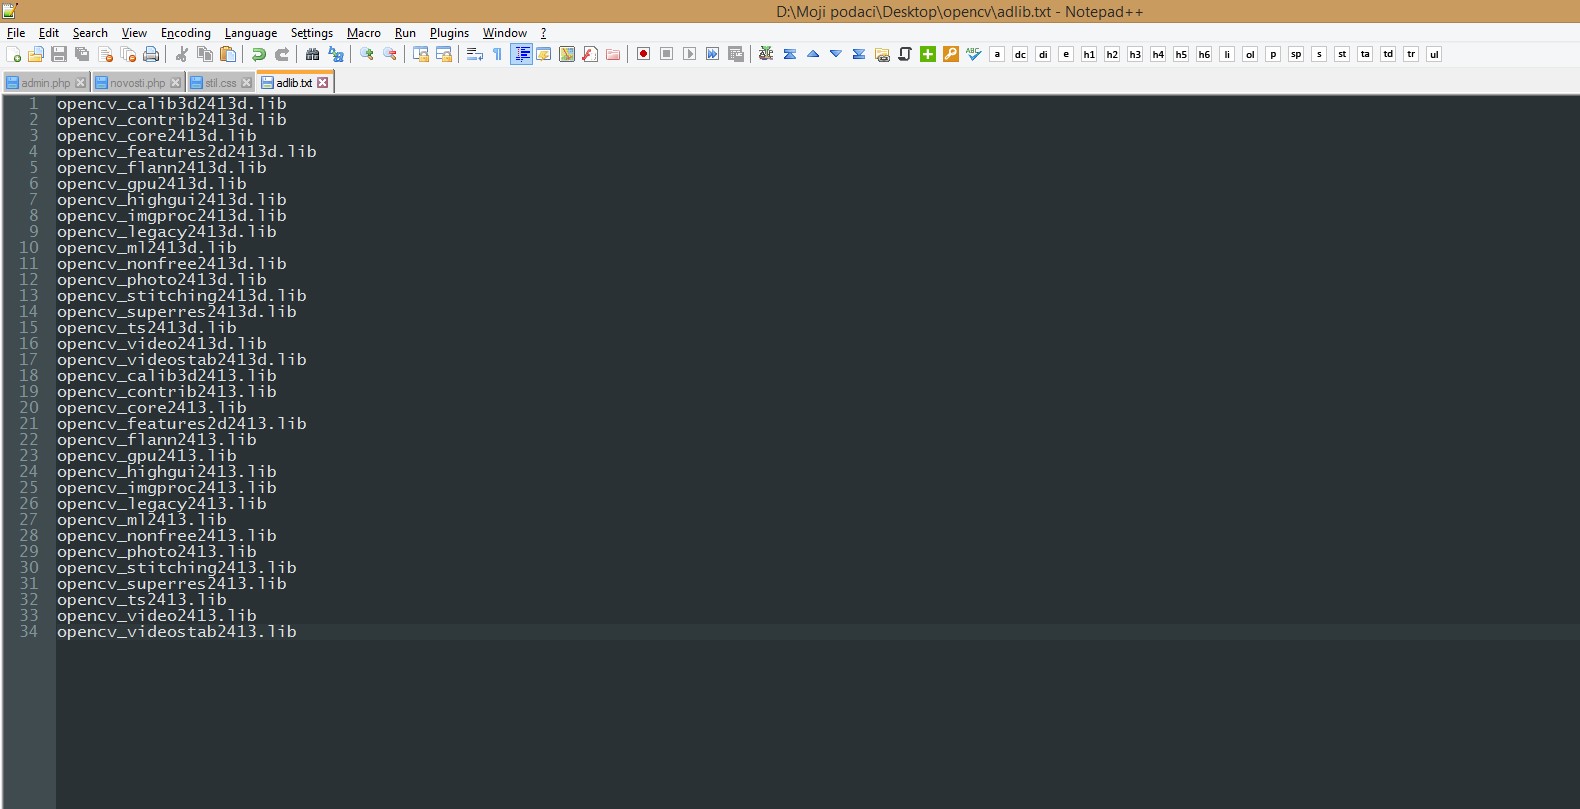 D:\Moji podaci\Desktop\opencv\adlib.txt - Notepad++
File Edit Search View Encoding Language Settings Macro Run Plugins Window ?
ABC a dc di e h1 h2 h3 h4 h5 h6 li ol p sp s st ta td tr ul
admin.php novosti.php stil.css adlib.txt
1 opencv_calib3d2413d.lib
2 opencv_contrib2413d.lib
3 opencv_core2413d.lib
4 opencv_features2d2413d.lib
5 opencv_flann2413d.lib
6 opencv_gpu2413d.lib
7 opencv_highgui2413d.lib
8 opencv_imgproc2413d.lib
9 opencv_legacy2413d.lib
10 opencv_ml2413d.lib
11 opencv_nonfree2413d.lib
12 opencv_photo2413d.lib
13 opencv_stitching2413d.lib
14 opencv_superres2413d.lib
15 opencv_ts2413d.lib
16 opencv_video2413d.lib
17 opencv_videostab2413d.lib
18 opencv_calib3d2413.lib
19 opencv_contrib2413.lib
20 opencv_core2413.lib
21 opencv_features2d2413.lib
22 opencv_flann2413.lib
23 opencv_gpu2413.lib
24 opencv_highgui2413.lib
25 opencv_imgproc2413.lib
26 opencv_legacy2413.lib
27 opencv_ml2413.lib
28 opencv_nonfree2413.lib
29 opencv_photo2413.lib
30 opencv_stitching2413.lib
31 opencv_superres2413.lib
32 opencv_ts2413.lib
33 opencv_video2413.lib
34 opencv_videostab2413.lib